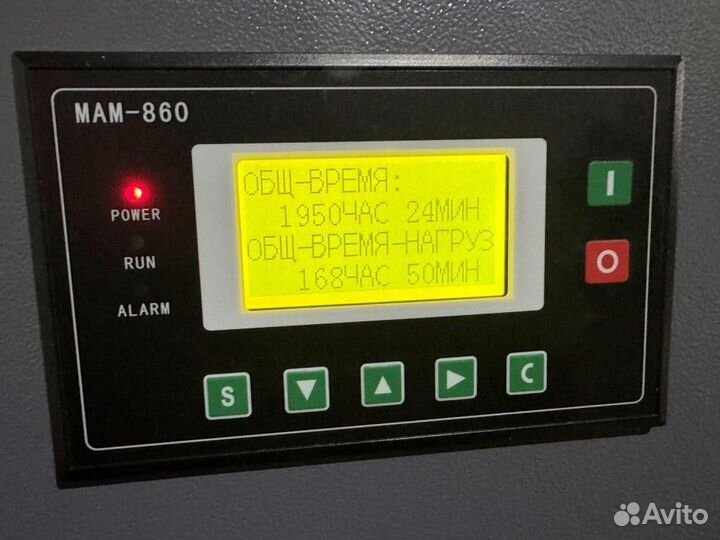 MAM-860
POWER
RUN
ALARM
ОБЩ-ВРЕМЯ:
1950ЧАС 24МИН
ОБЩ-ВРЕМЯ-НАГРУЗ
168ЧАС 50МИН
I
O
S
C
Avito